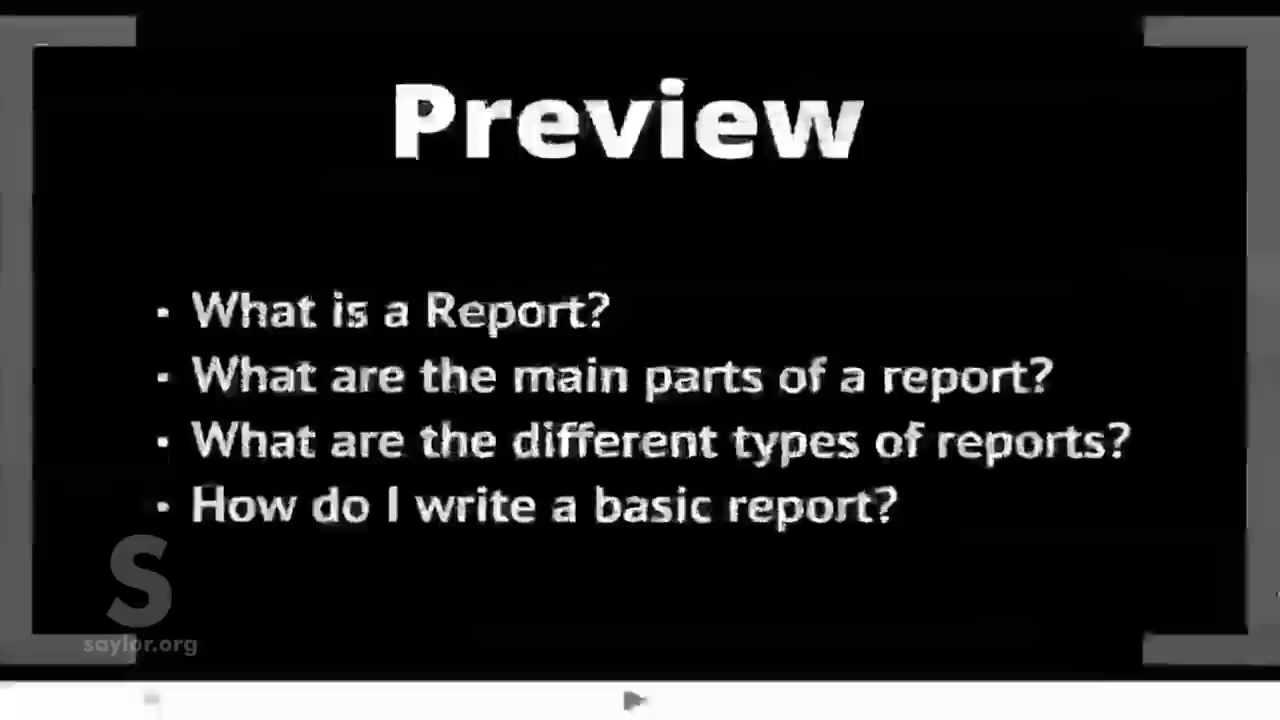 Preview
• What is a Report?
• What are the main parts of a report?
• What are the different types of reports?
• How do I write a basic report?
S
saylor.org